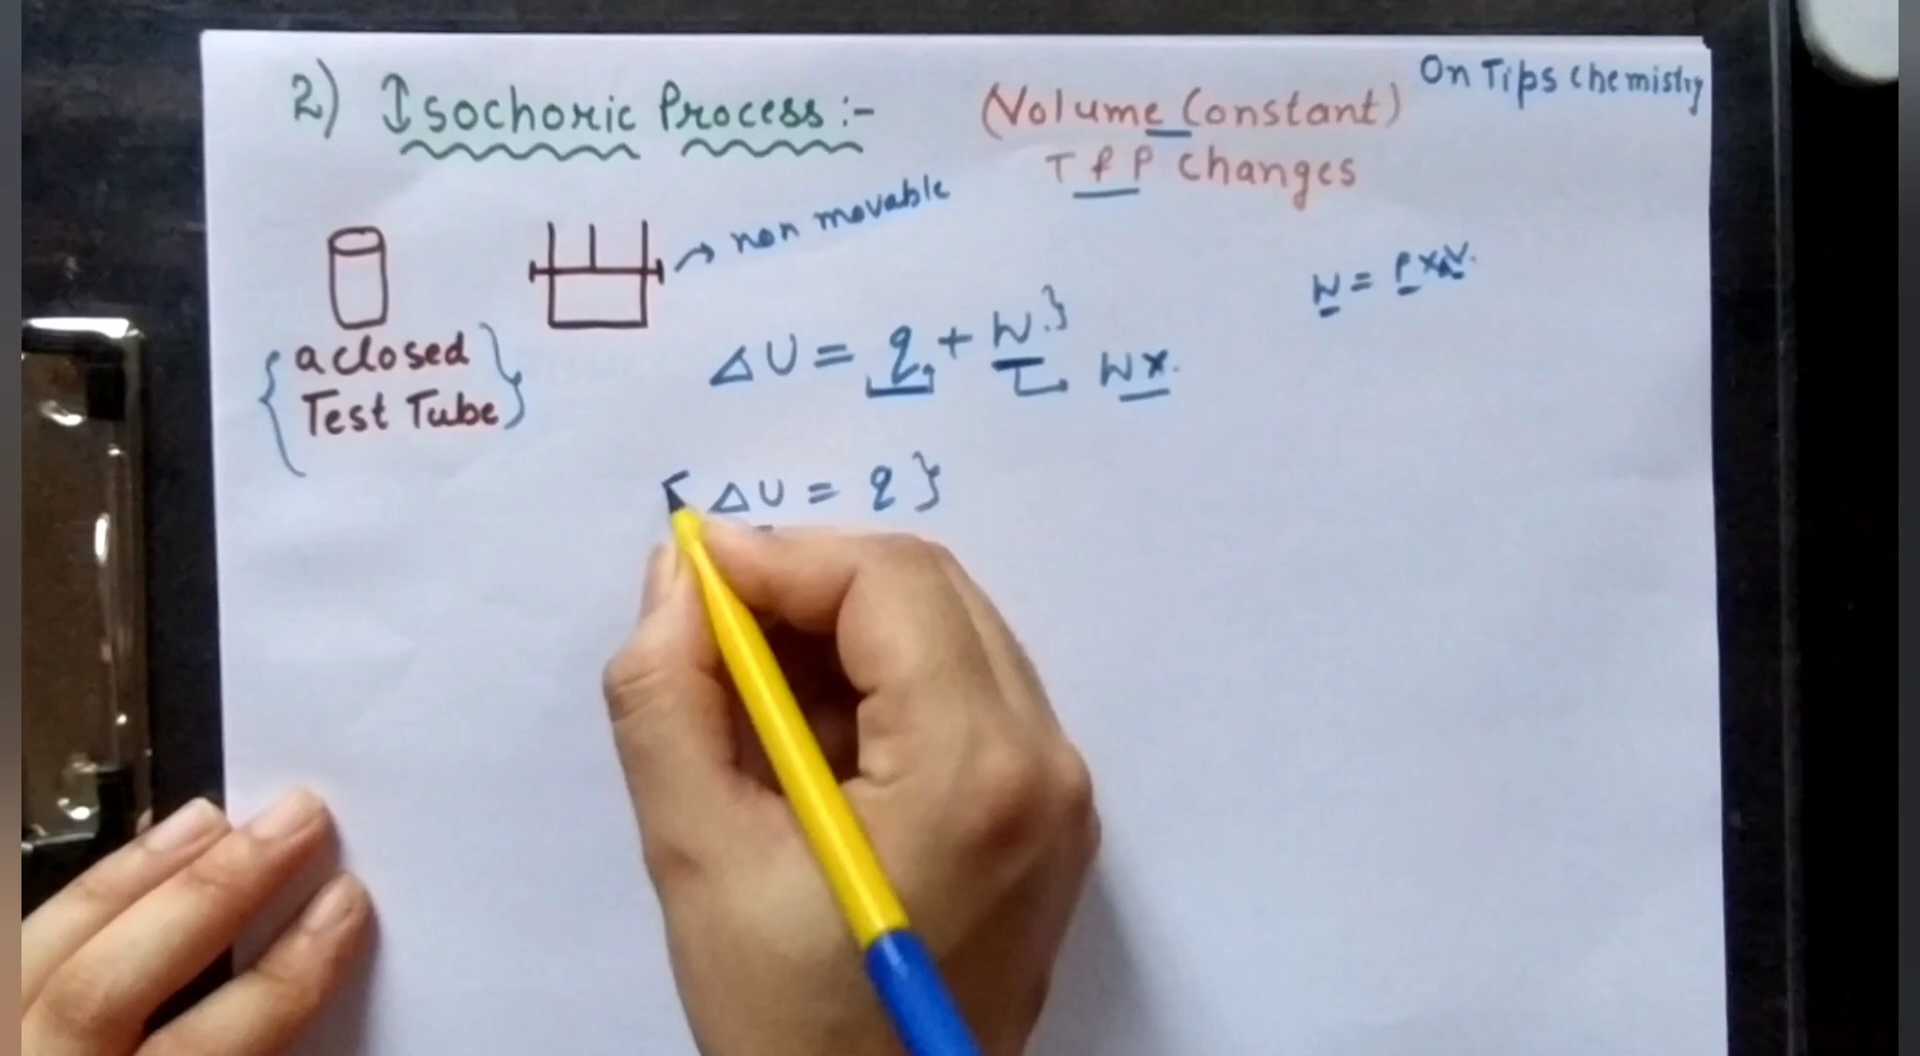 2) Isochoric Process :- (Volume Constant)
On Tips chemistry
T & P Changes
non movable
W = P x ΔV.
a closed
Test Tube
ΔU = q + W.}
W x.
{ ΔU = q }